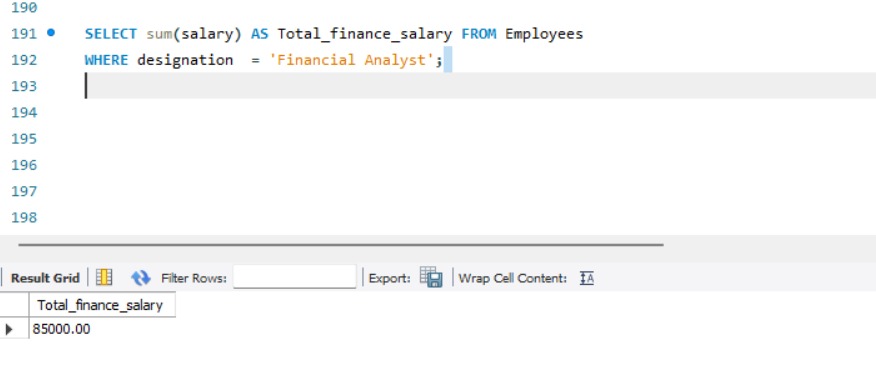 190
191 SELECT sum(salary) AS Total_finance_salary FROM Employees
192 WHERE designation  = 'Financial Analyst';
193
194
195
196
197
198
Result Grid Filter Rows: Export: Wrap Cell Content:
Total_finance_salary
85000.00